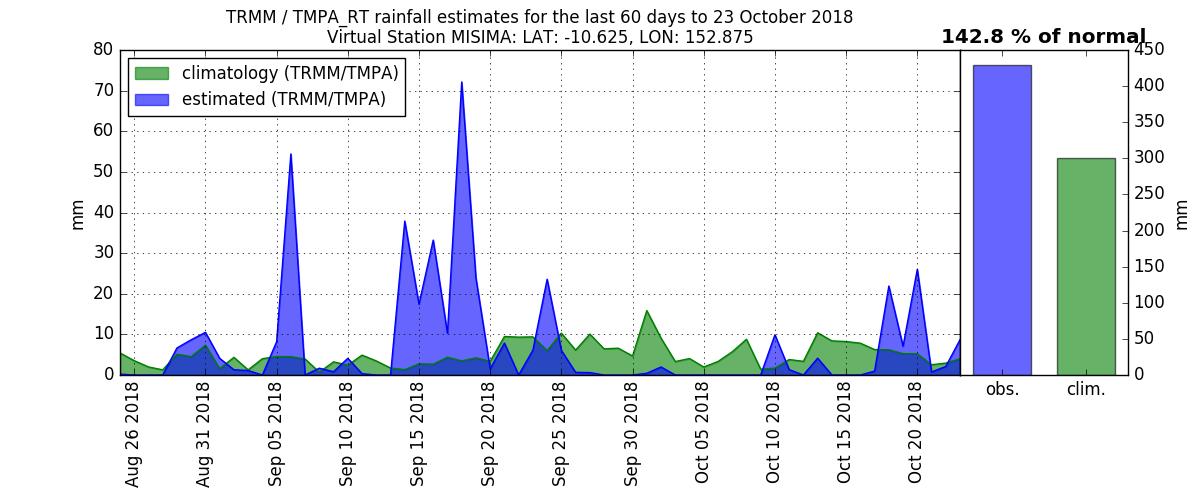 TRMM / TMPA_RT rainfall estimates for the last 60 days to 23 October 2018
Virtual Station MISIMA: LAT: -10.625, LON: 152.875
142.8 % of normal
climatology (TRMM/TMPA)
estimated (TRMM/TMPA)
mm
80
70
60
50
40
30
20
10
0
Aug 26 2018
Aug 31 2018
Sep 05 2018
Sep 10 2018
Sep 15 2018
Sep 20 2018
Sep 25 2018
Sep 30 2018
Oct 05 2018
Oct 10 2018
Oct 15 2018
Oct 20 2018
obs.
clim.
450
400
350
300
250
200
150
100
50
0
mm